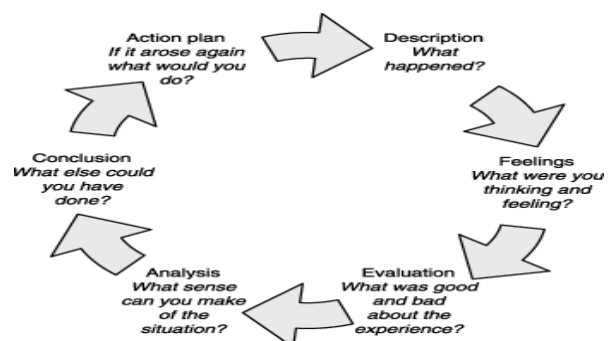 Action plan
If it arose again
what would you
do?
Description
What
happened?
Feelings
What were you
thinking and
feeling?
Evaluation
What was good
and bad
about the
experience?
Analysis
What sense
can you make
of the
situation?
Conclusion
What else could
you have
done?